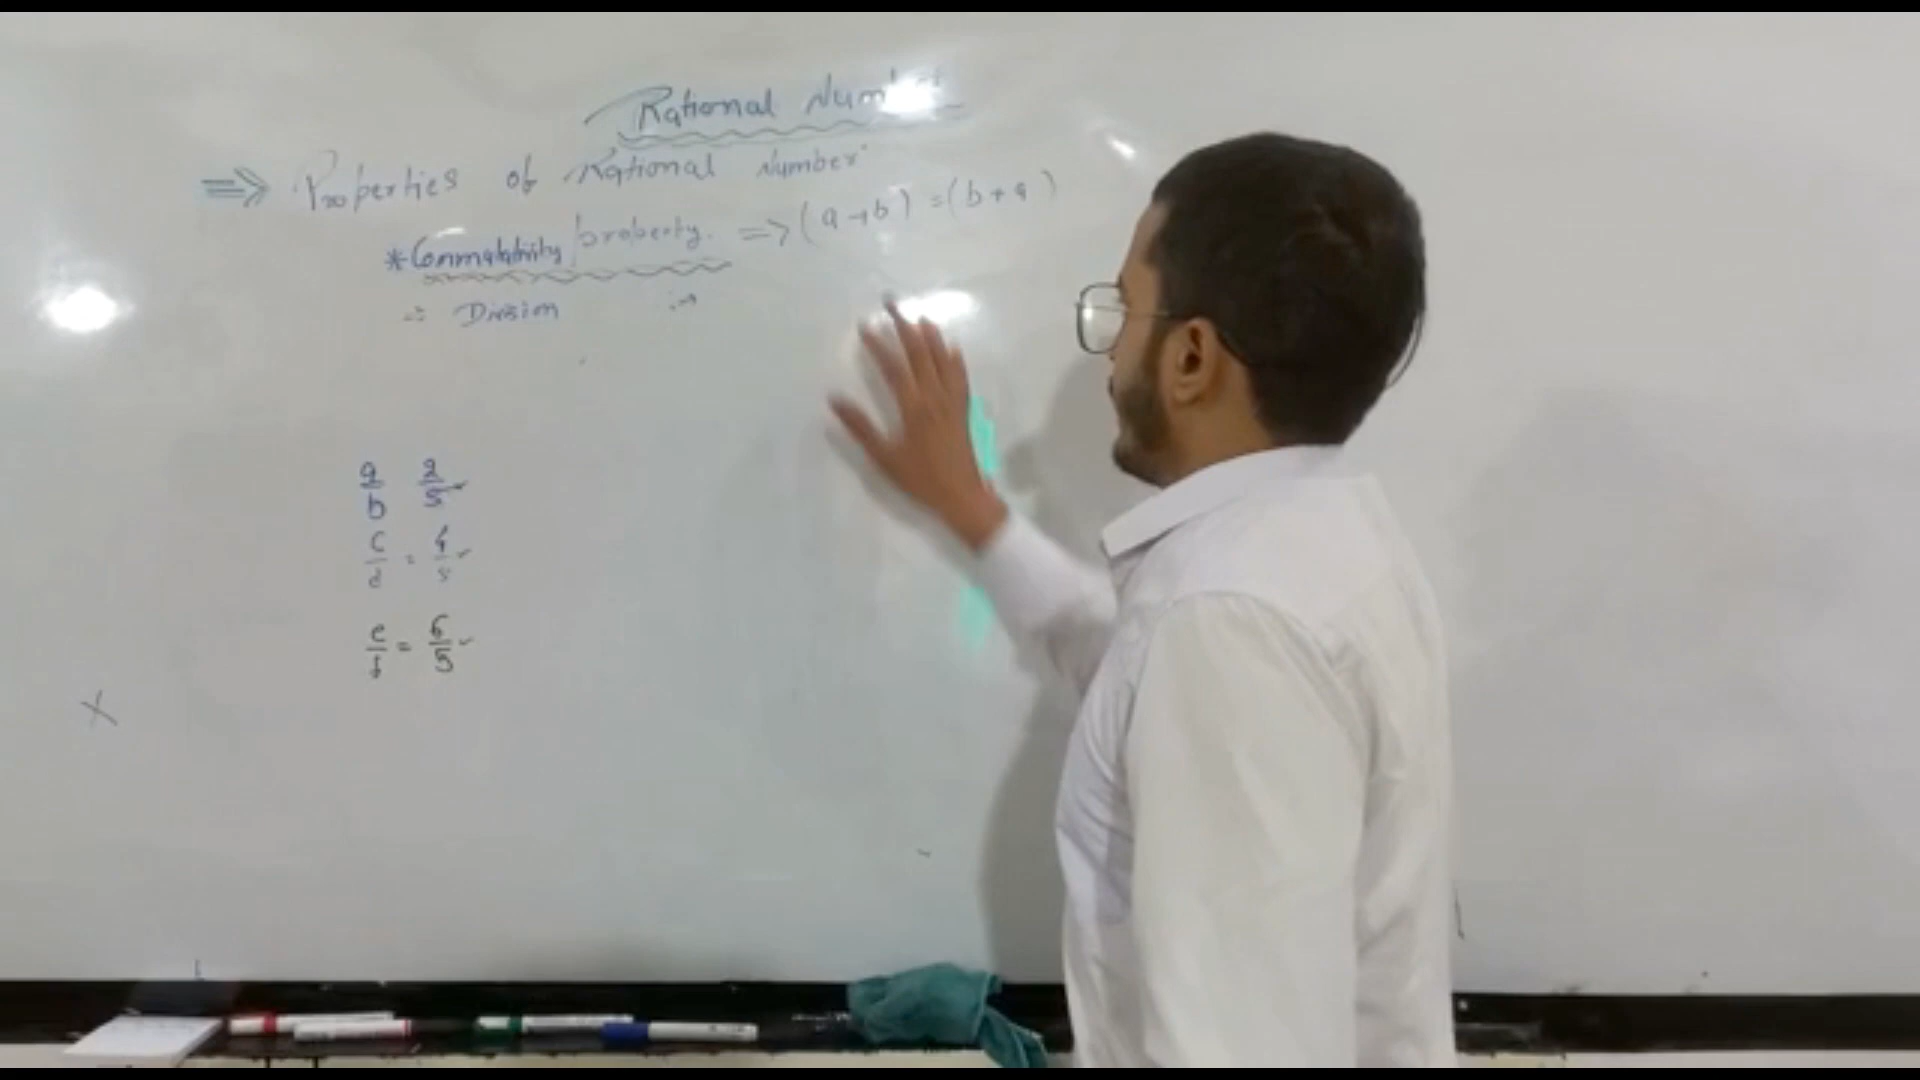 Rational Number
⇒ Properties of Rational Number
*Commutativity property. ⇒ (a+b) = (b+a)
∴ Division :→
a/b 2/5
c/d = 4/5
e/f = 6/5
X